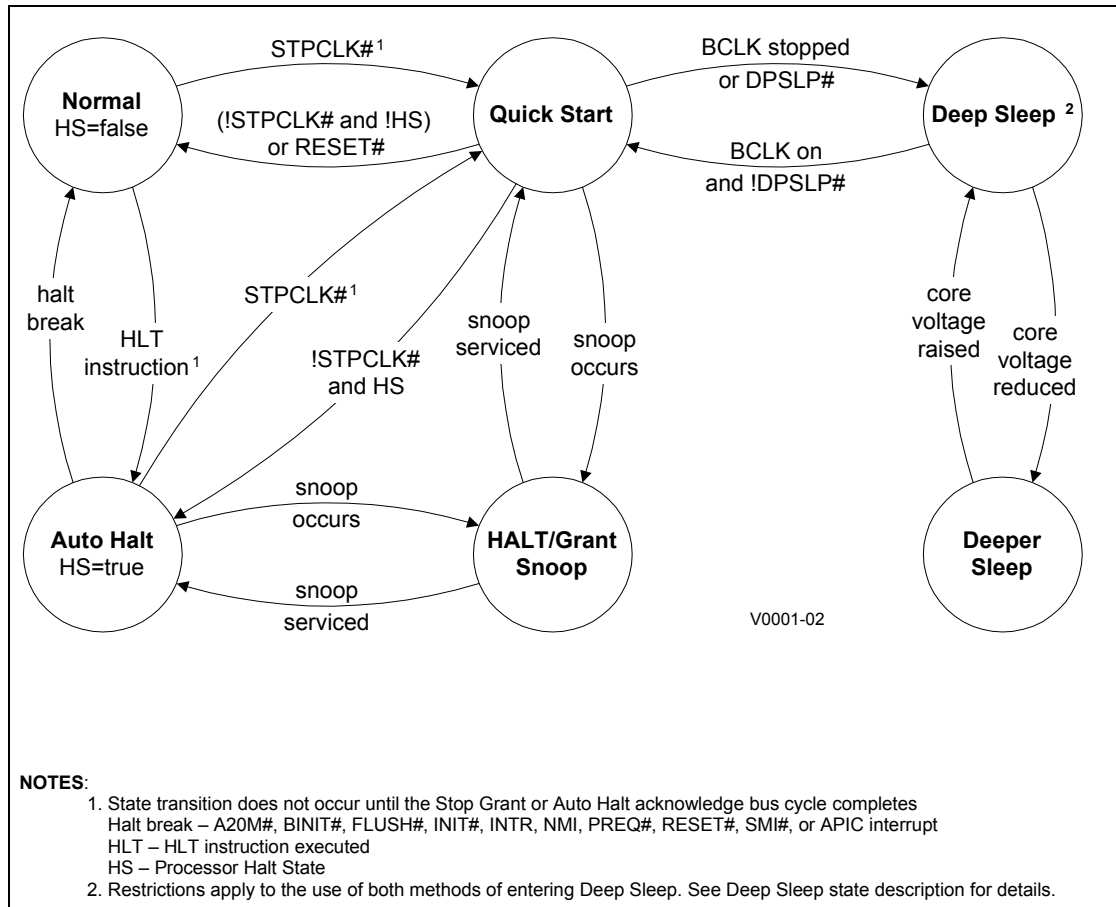 STPCLK# 1
BCLK stopped
or DPSLP#
Normal
HS=false
Quick Start
Deep Sleep 2
(!STPCLK# and !HS)
or RESET#
BCLK on
and !DPSLP#
halt
break
HLT
instruction 1
STPCLK# 1
!STPCLK#
and HS
snoop
serviced
snoop
occurs
core
voltage
raised
core
voltage
reduced
Auto Halt
HS=true
snoop
occurs
snoop
serviced
HALT/Grant
Snoop
Deeper
Sleep
V0001-02
NOTES:
1. State transition does not occur until the Stop Grant or Auto Halt acknowledge bus cycle completes
Halt break – A20M#, BINIT#, FLUSH#, INIT#, INTR, NMI, PREQ#, RESET#, SMI#, or APIC interrupt
HLT – HLT instruction executed
HS – Processor Halt State
2. Restrictions apply to the use of both methods of entering Deep Sleep. See Deep Sleep state description for details.